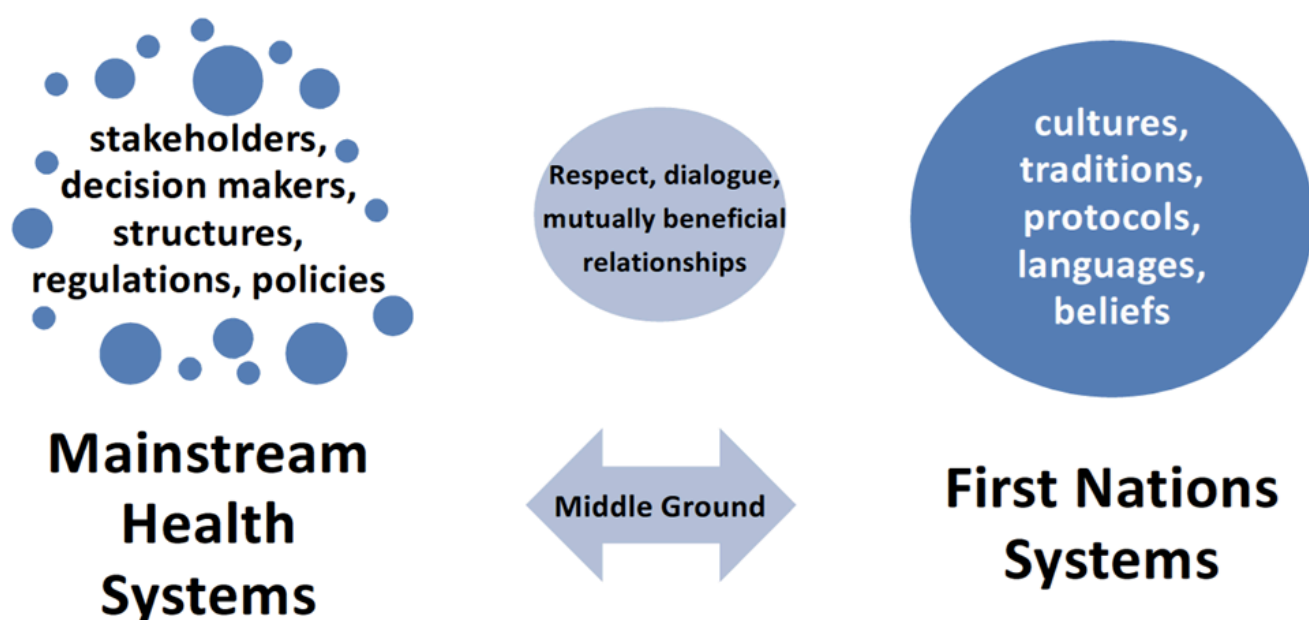 stakeholders,
decision makers,
structures,
regulations, policies
Mainstream
Health
Systems
Respect, dialogue,
mutually beneficial
relationships
Middle Ground
cultures,
traditions,
protocols,
languages,
beliefs
First Nations
Systems